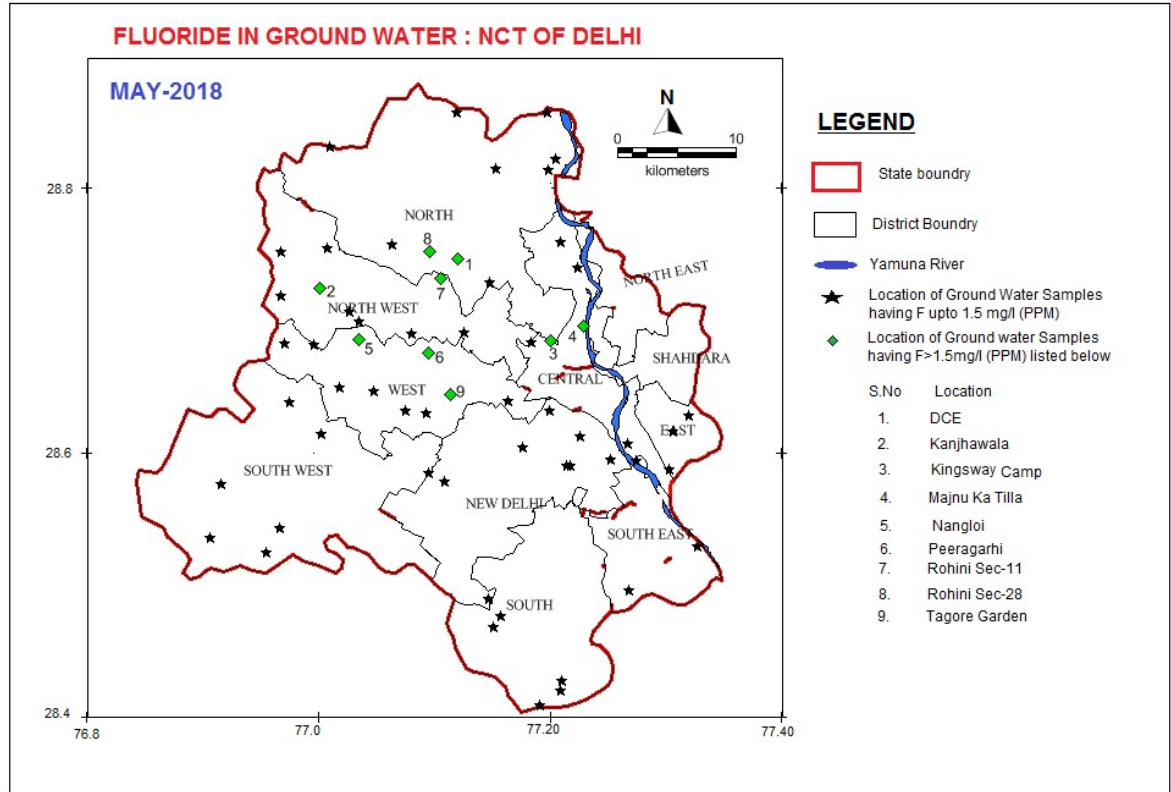 FLUORIDE IN GROUND WATER : NCT OF DELHI
MAY-2018
N
0 10
kilometers
28.8
28.6
28.4
76.8
77.0
77.20
77.40
NORTH
8
1
7
2
NORTH WEST
5
6
3
4
9
WEST
CENTRAL
NORTH EAST
SHAHDARA
EAST
SOUTH WEST
NEW DELHI
SOUTH EAST
SOUTH
LEGEND
State boundry
District Boundry
Yamuna River
Location of Ground Water Samples
having F upto 1.5 mg/l (PPM)
Location of Ground water Samples
having F>1.5mg/l (PPM) listed below
S.No Location
1. DCE
2. Kanjhawala
3. Kingsway Camp
4. Majnu Ka Tilla
5. Nangloi
6. Peeragarhi
7. Rohini Sec-11
8. Rohini Sec-28
9. Tagore Garden